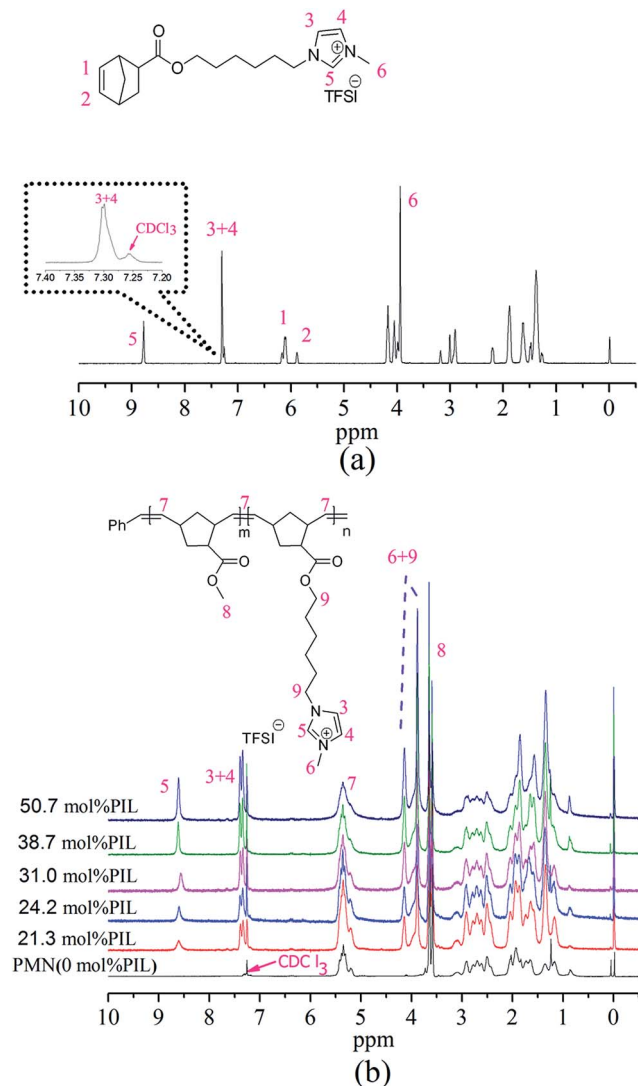 3 4
O
1 O N ⊕ N
2 5 6
TFSI⊖
6
3+4
CDCl3
3+4
7.40 7.35 7.30 7.25 7.20
1
5 2
10 9 8 7 6 5 4 3 2 1 0
ppm
(a)
7 7 7
Ph m n
O O
O O
8 9
6+9
8
9
N 3
TFSI⊖ 5 ⊕ 4
N
6
3+4
5 7
50.7 mol%PIL
38.7 mol%PIL
31.0 mol%PIL
24.2 mol%PIL
21.3 mol%PIL
PMN(0 mol%PIL)
CDC l3
10 9 8 7 6 5 4 3 2 1 0
ppm
(b)